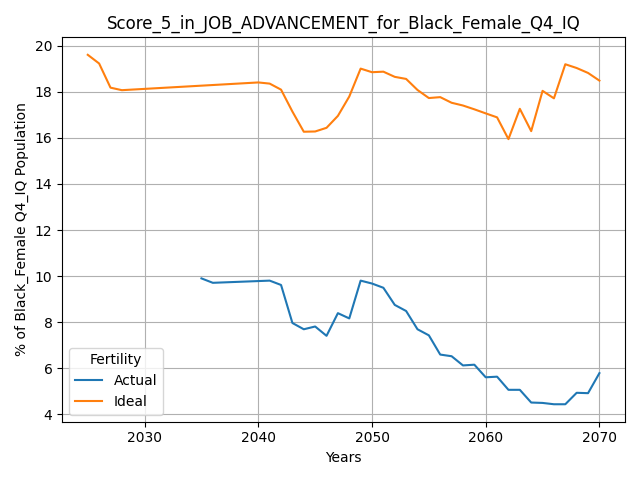 Score_5_in_JOB_ADVANCEMENT_for_Black_Female_Q4_IQ
% of Black_Female Q4_IQ Population
20
18
16
14
12
10
8
6
4
Fertility
Actual
Ideal
2030
2040
2050
2060
2070
Years